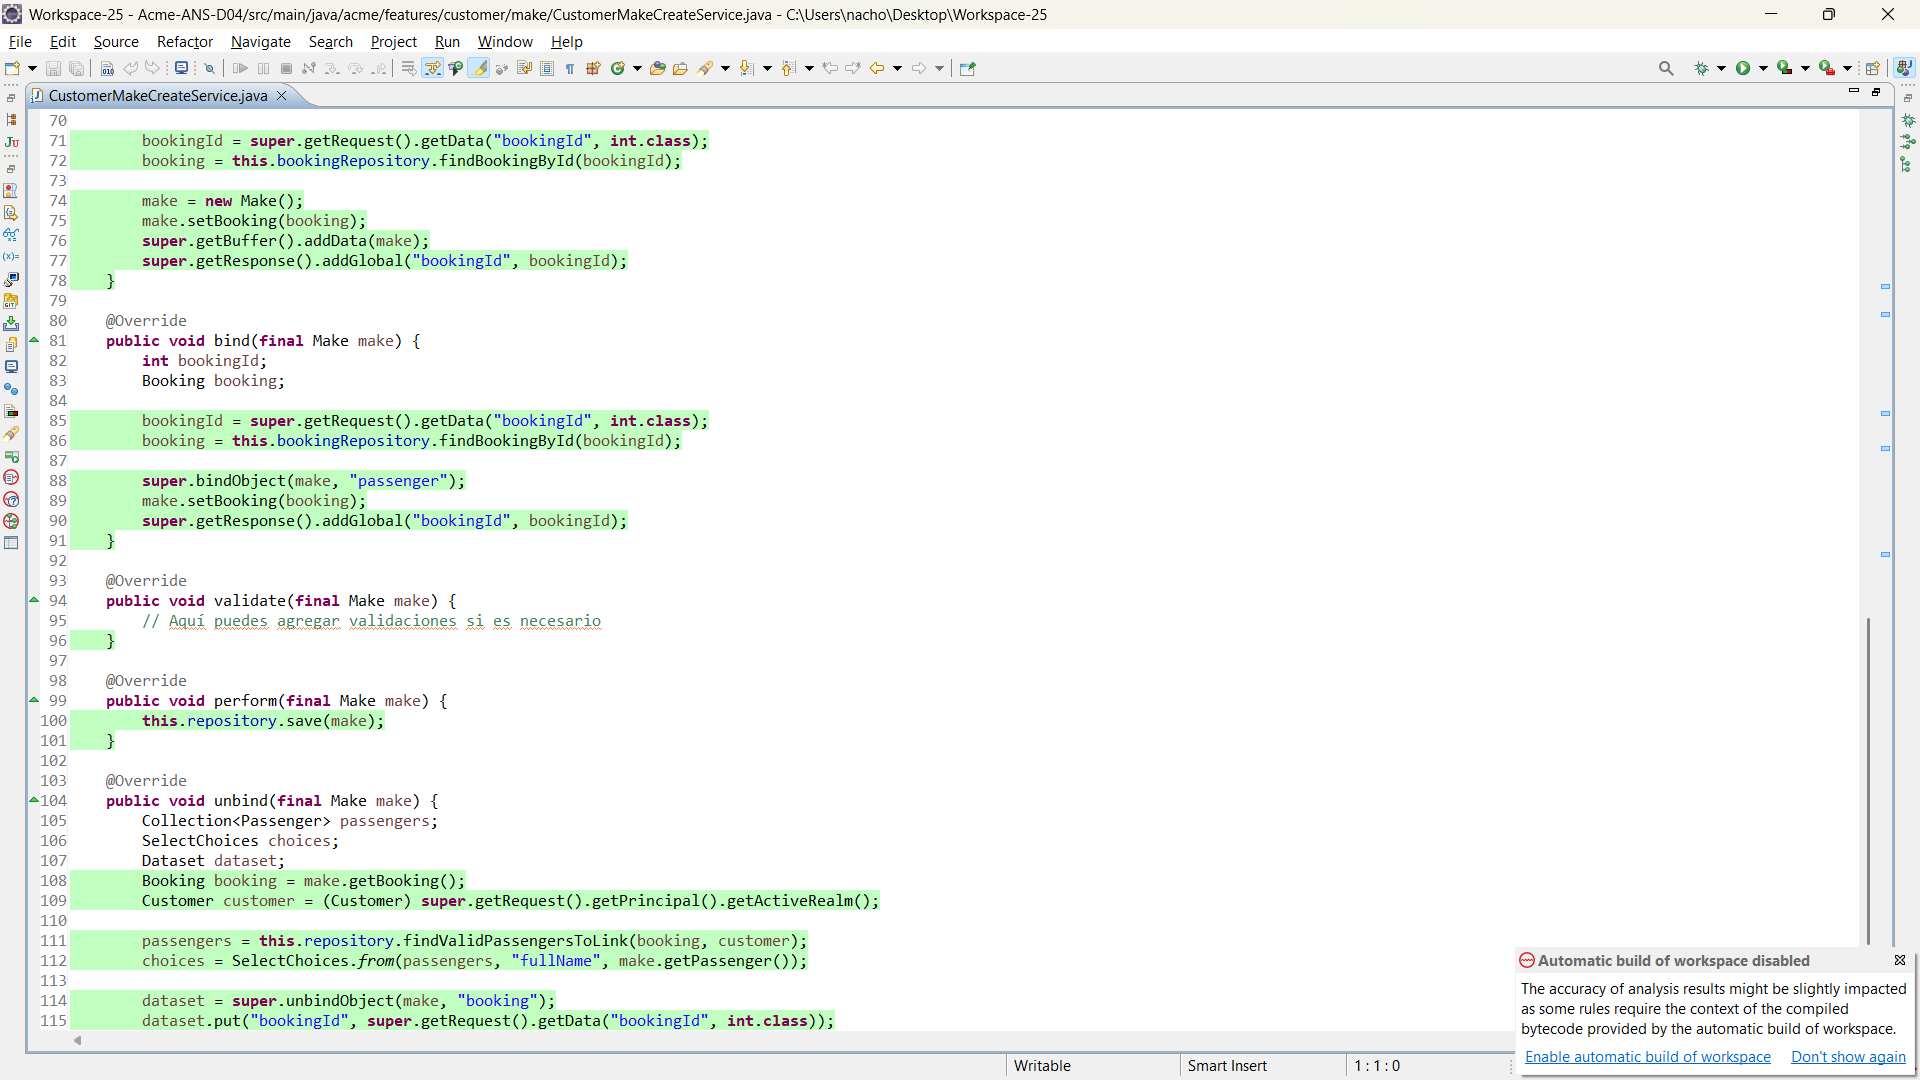 Workspace-25 - Acme-ANS-D04/src/main/java/acme/features/customer/make/CustomerMakeCreateService.java - C:\Users\nacho\Desktop\Workspace-25
File Edit Source Refactor Navigate Search Project Run Window Help
CustomerMakeCreateService.java
70
71 bookingId = super.getRequest().getData("bookingId", int.class);
72 booking = this.bookingRepository.findBookingById(bookingId);
73
74 make = new Make();
75 make.setBooking(booking);
76 super.getBuffer().addData(make);
77 super.getResponse().addGlobal("bookingId", bookingId);
78 }
79
80 @Override
81 public void bind(final Make make) {
82 int bookingId;
83 Booking booking;
84
85 bookingId = super.getRequest().getData("bookingId", int.class);
86 booking = this.bookingRepository.findBookingById(bookingId);
87
88 super.bindObject(make, "passenger");
89 make.setBooking(booking);
90 super.getResponse().addGlobal("bookingId", bookingId);
91 }
92
93 @Override
94 public void validate(final Make make) {
95 // Aquí puedes agregar validaciones si es necesario
96 }
97
98 @Override
99 public void perform(final Make make) {
100 this.repository.save(make);
101 }
102
103 @Override
104 public void unbind(final Make make) {
105 Collection<Passenger> passengers;
106 SelectChoices choices;
107 Dataset dataset;
108 Booking booking = make.getBooking();
109 Customer customer = (Customer) super.getRequest().getPrincipal().getActiveRealm();
110
111 passengers = this.repository.findValidPassengersToLink(booking, customer);
112 choices = SelectChoices.from(passengers, "fullName", make.getPassenger());
113
114 dataset = super.unbindObject(make, "booking");
115 dataset.put("bookingId", super.getRequest().getData("bookingId", int.class));
Automatic build of workspace disabled
The accuracy of analysis results might be slightly impacted
as some rules require the context of the compiled
bytecode provided by the automatic build of workspace.
Enable automatic build of workspace Don't show again
Writable Smart Insert 1 : 1 : 0